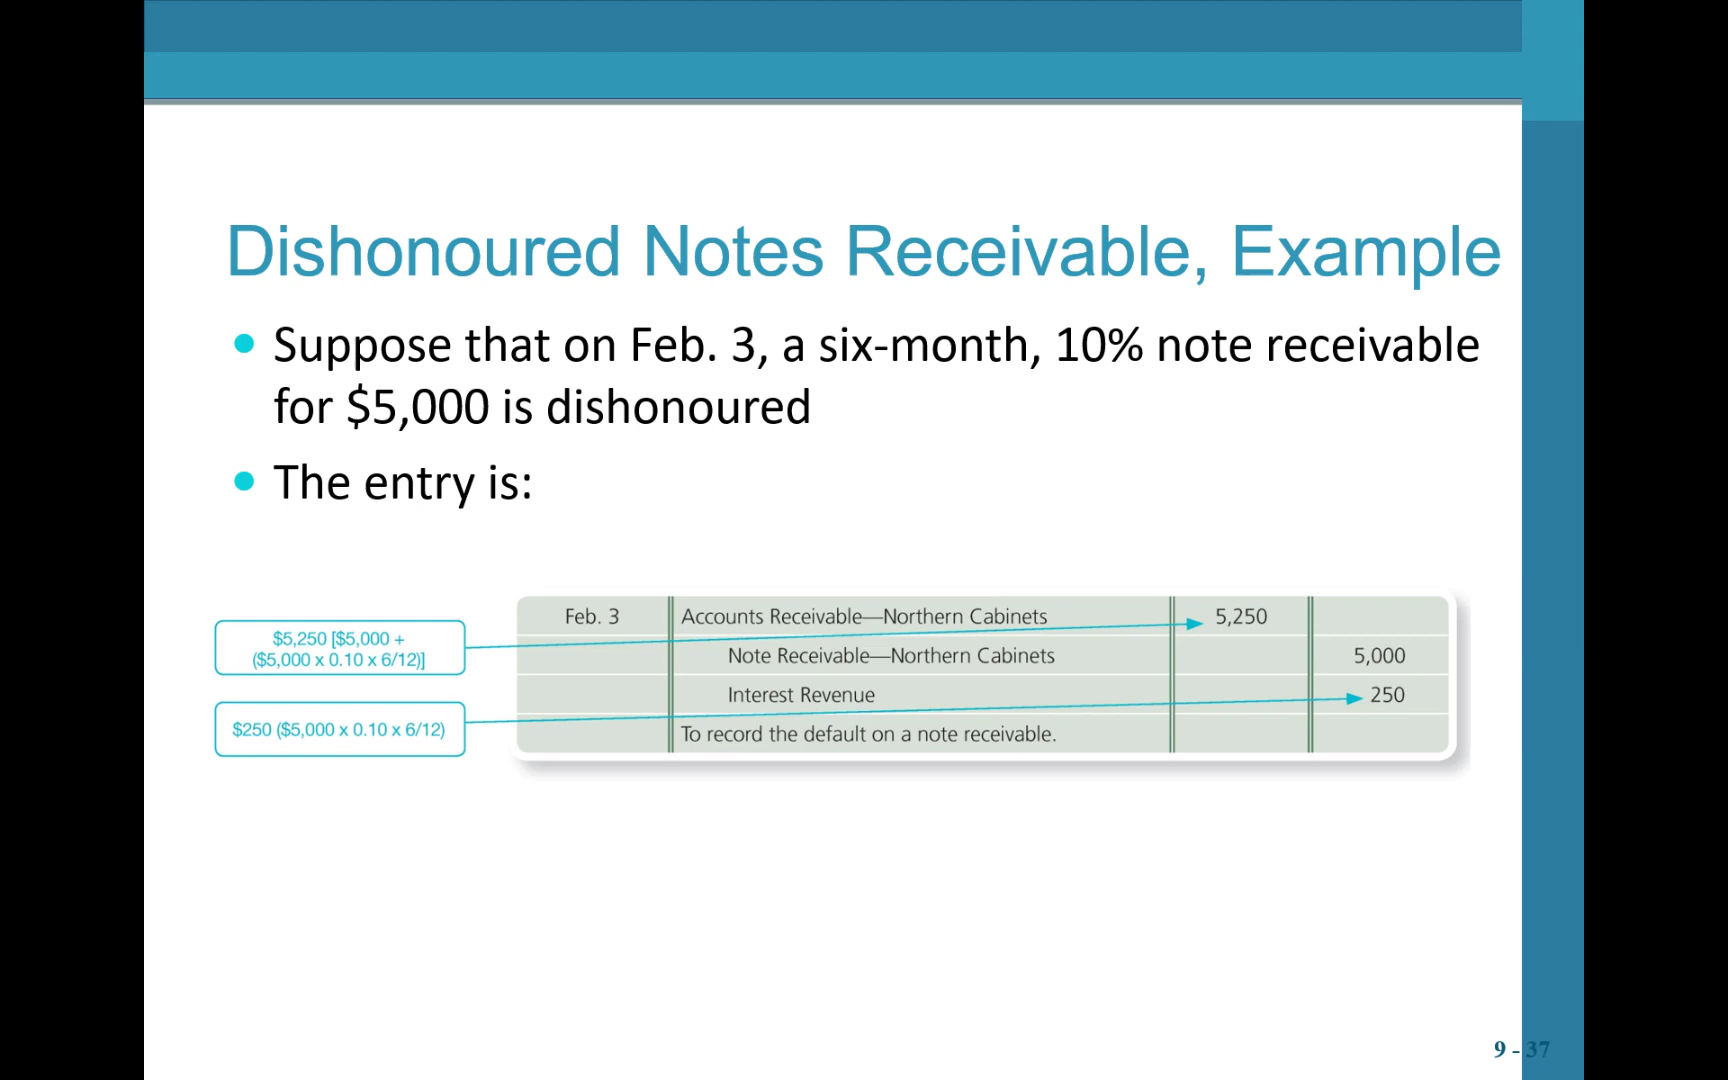 Dishonoured Notes Receivable, Example
• Suppose that on Feb. 3, a six-month, 10% note receivable
for $5,000 is dishonoured
• The entry is:
$5,250 [$5,000 +
($5,000 x 0.10 x 6/12)]
$250 ($5,000 x 0.10 x 6/12)
Feb. 3 Accounts Receivable—Northern Cabinets 5,250
Note Receivable—Northern Cabinets 5,000
Interest Revenue 250
To record the default on a note receivable.
9 - 37